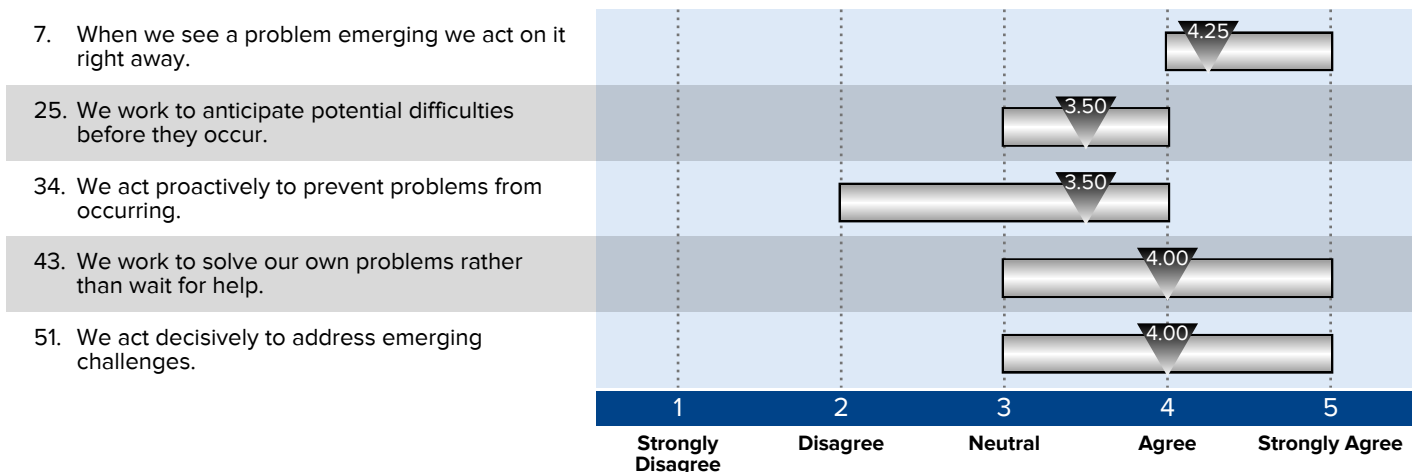 7. When we see a problem emerging we act on it
right away.
4.25
25. We work to anticipate potential difficulties
before they occur.
3.50
34. We act proactively to prevent problems from
occurring.
3.50
43. We work to solve our own problems rather
than wait for help.
4.00
51. We act decisively to address emerging
challenges.
4.00
1 2 3 4 5
Strongly Disagree Neutral Agree Strongly Agree
Disagree